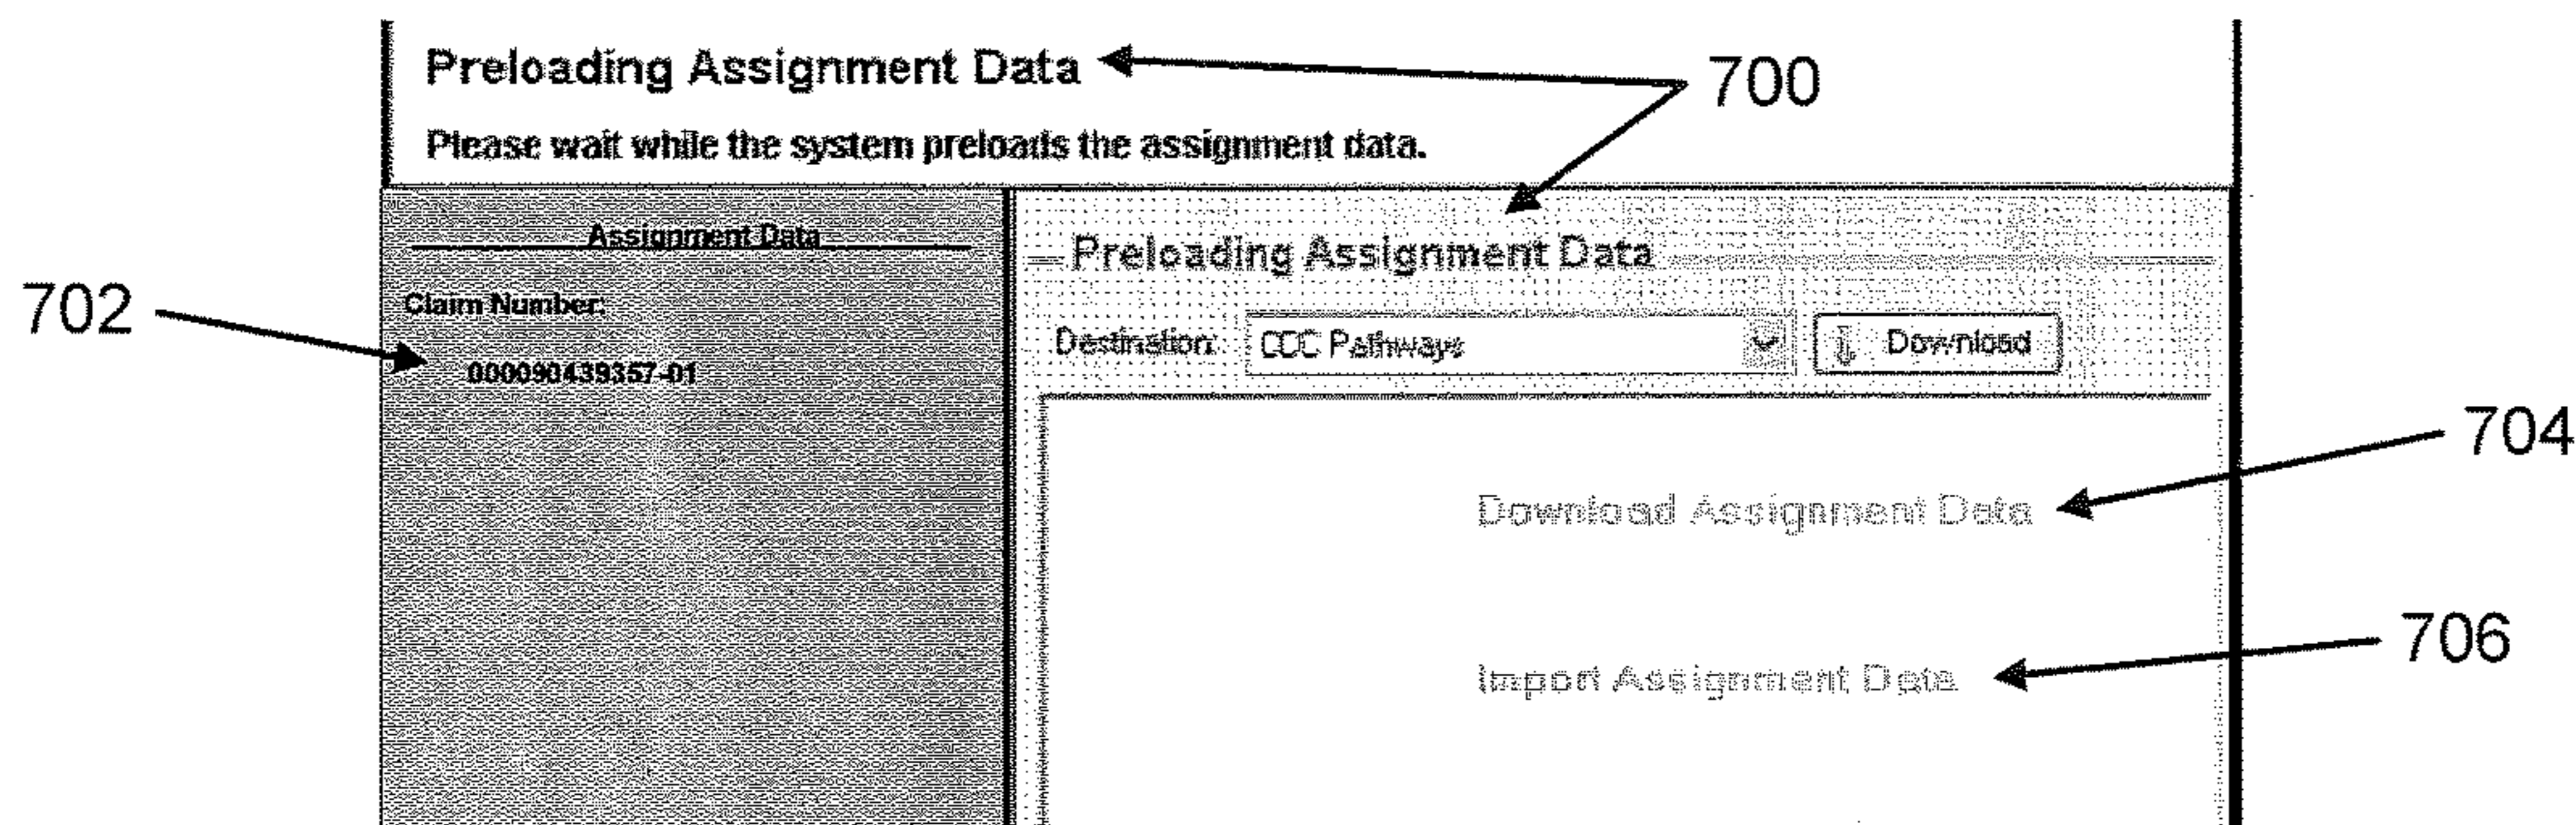 Preloading Assignment Data
700
Please wait while the system preloads the assignment data.
Assignment Data
Preloading Assignment Data
702
Claim Number:
Destination:
CCC Pathways
Download
000090439357-01
704
Download Assignment Data
706
Import Assignment Data